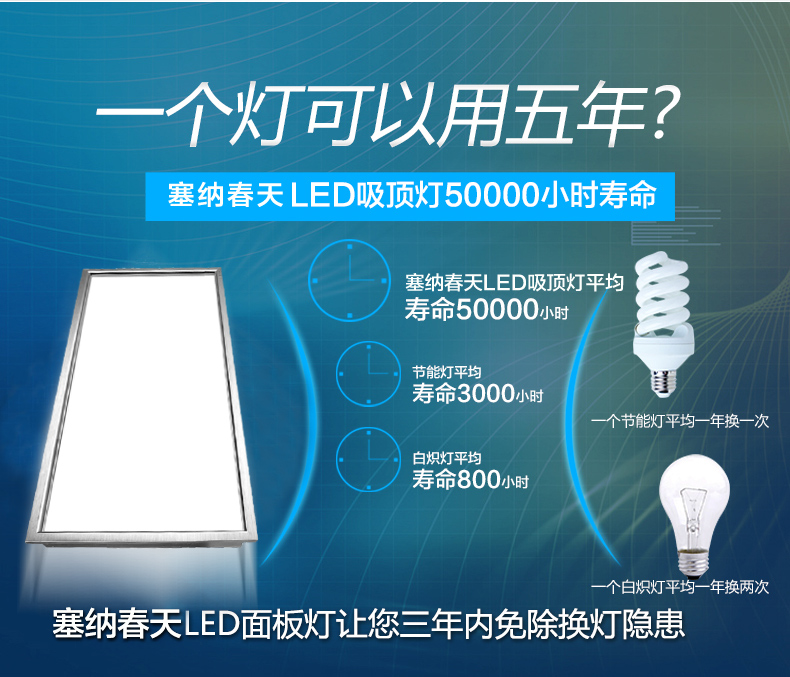 一个灯可以用五年?
塞纳春天LED吸顶灯50000小时寿命
塞纳春天LED吸顶灯平均
寿命50000小时
节能灯平均
寿命3000小时
一个节能灯平均一年换一次
白炽灯平均
寿命800小时
一个白炽灯平均一年换两次
塞纳春天LED面板灯让您三年内免除换灯隐患